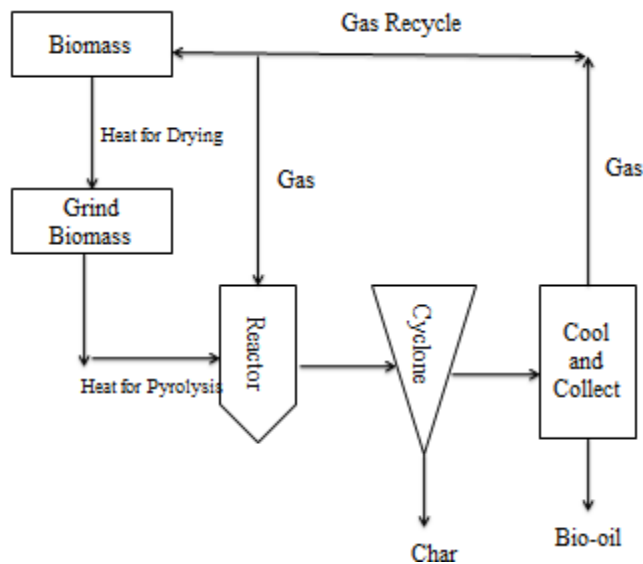 Biomass
Gas Recycle
Heat for Drying
Gas
Gas
Grind
Biomass
Reactor
Cyclone
Cool
and
Collect
Heat for Pyrolysis
Char
Bio-oil